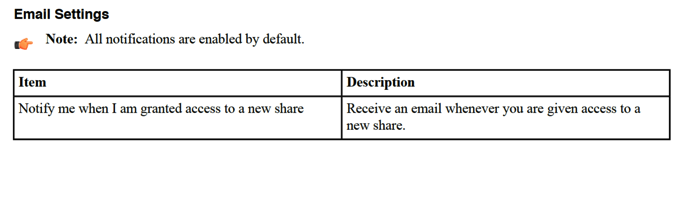 Email Settings
Note: All notifications are enabled by default.
Item Description
Notify me when I am granted access to a new share Receive an email whenever you are given access to a
new share.